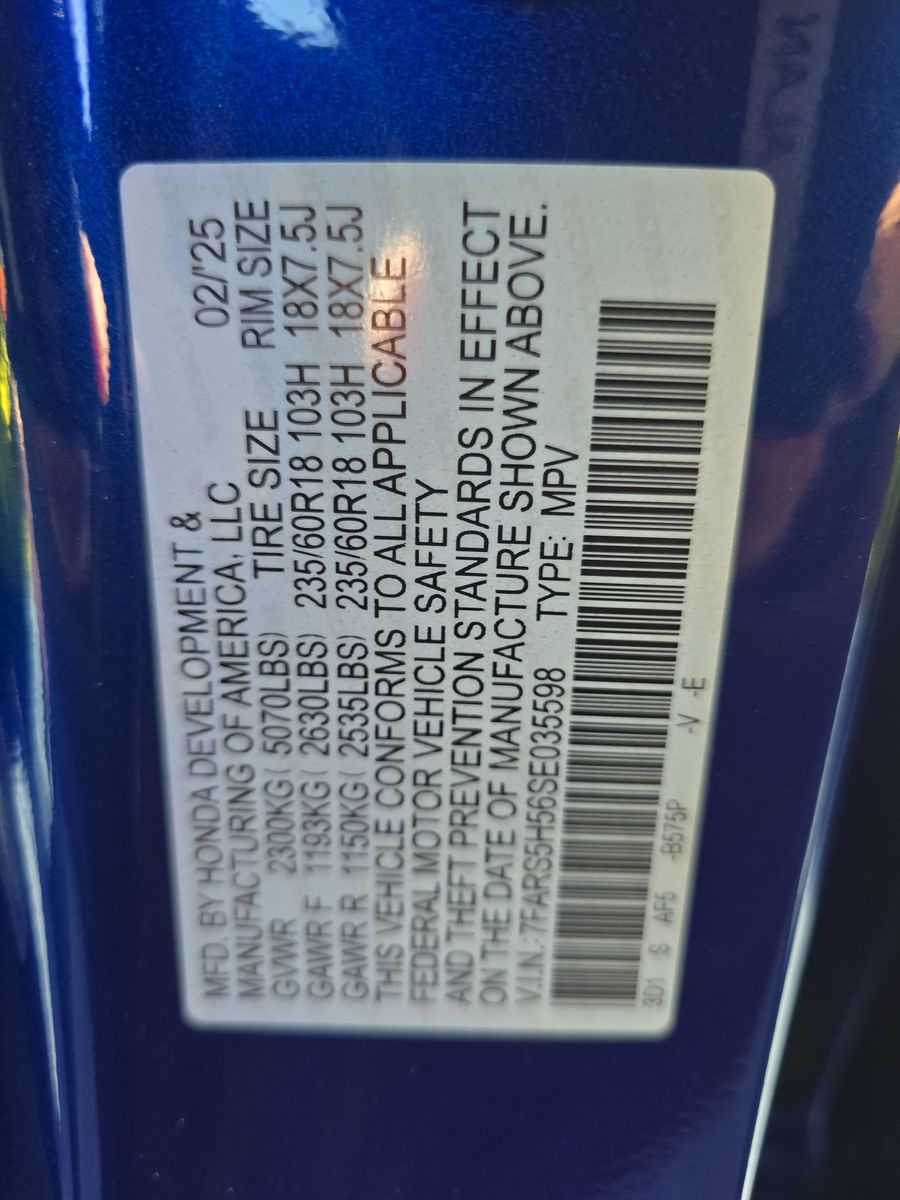 MFD. BY HONDA DEVELOPMENT & 02/'25
MANUFACTURING OF AMERICA, LLC
GVWR 2300KG( 5070LBS) TIRE SIZE RIM SIZE
GAWR F 1193KG( 2630LBS) 235/60R18 103H 18X7.5J
GAWR R 1150KG( 2535LBS) 235/60R18 103H 18X7.5J
THIS VEHICLE CONFORMS TO ALL APPLICABLE
FEDERAL MOTOR VEHICLE SAFETY
AND THEFT PREVENTION STANDARDS IN EFFECT
ON THE DATE OF MANUFACTURE SHOWN ABOVE.
V.I.N.: 7FARS5H56SE035598 TYPE: MPV
3D1 S AF5 -B575P -V -E